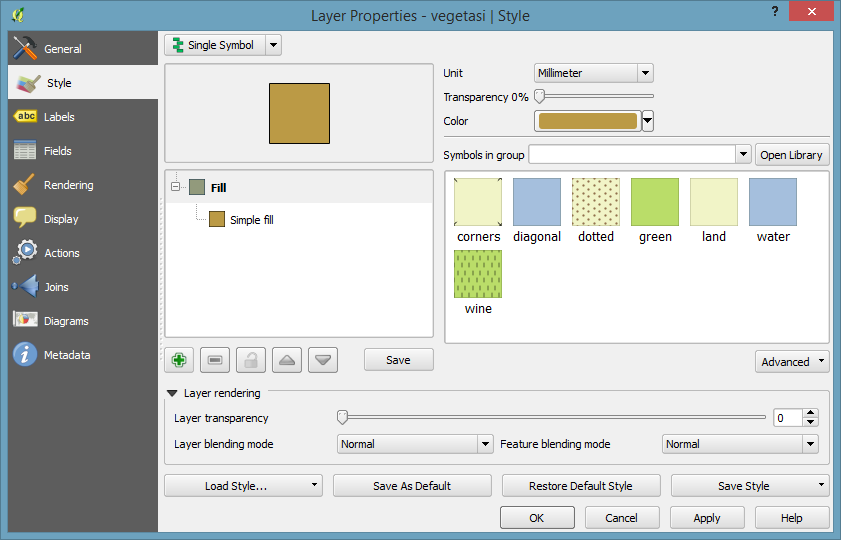 Layer Properties - vegetasi | Style
?
General
Style
abc Labels
Fields
Rendering
Display
Actions
Joins
Diagrams
i Metadata
Single Symbol
Unit Millimeter
Transparency 0%
Color
Symbols in group Open Library
Fill
Simple fill
corners diagonal dotted green land water
wine
Save
Advanced
Layer rendering
Layer transparency 0
Layer blending mode Normal Feature blending mode Normal
Load Style... Save As Default Restore Default Style Save Style
OK Cancel Apply Help